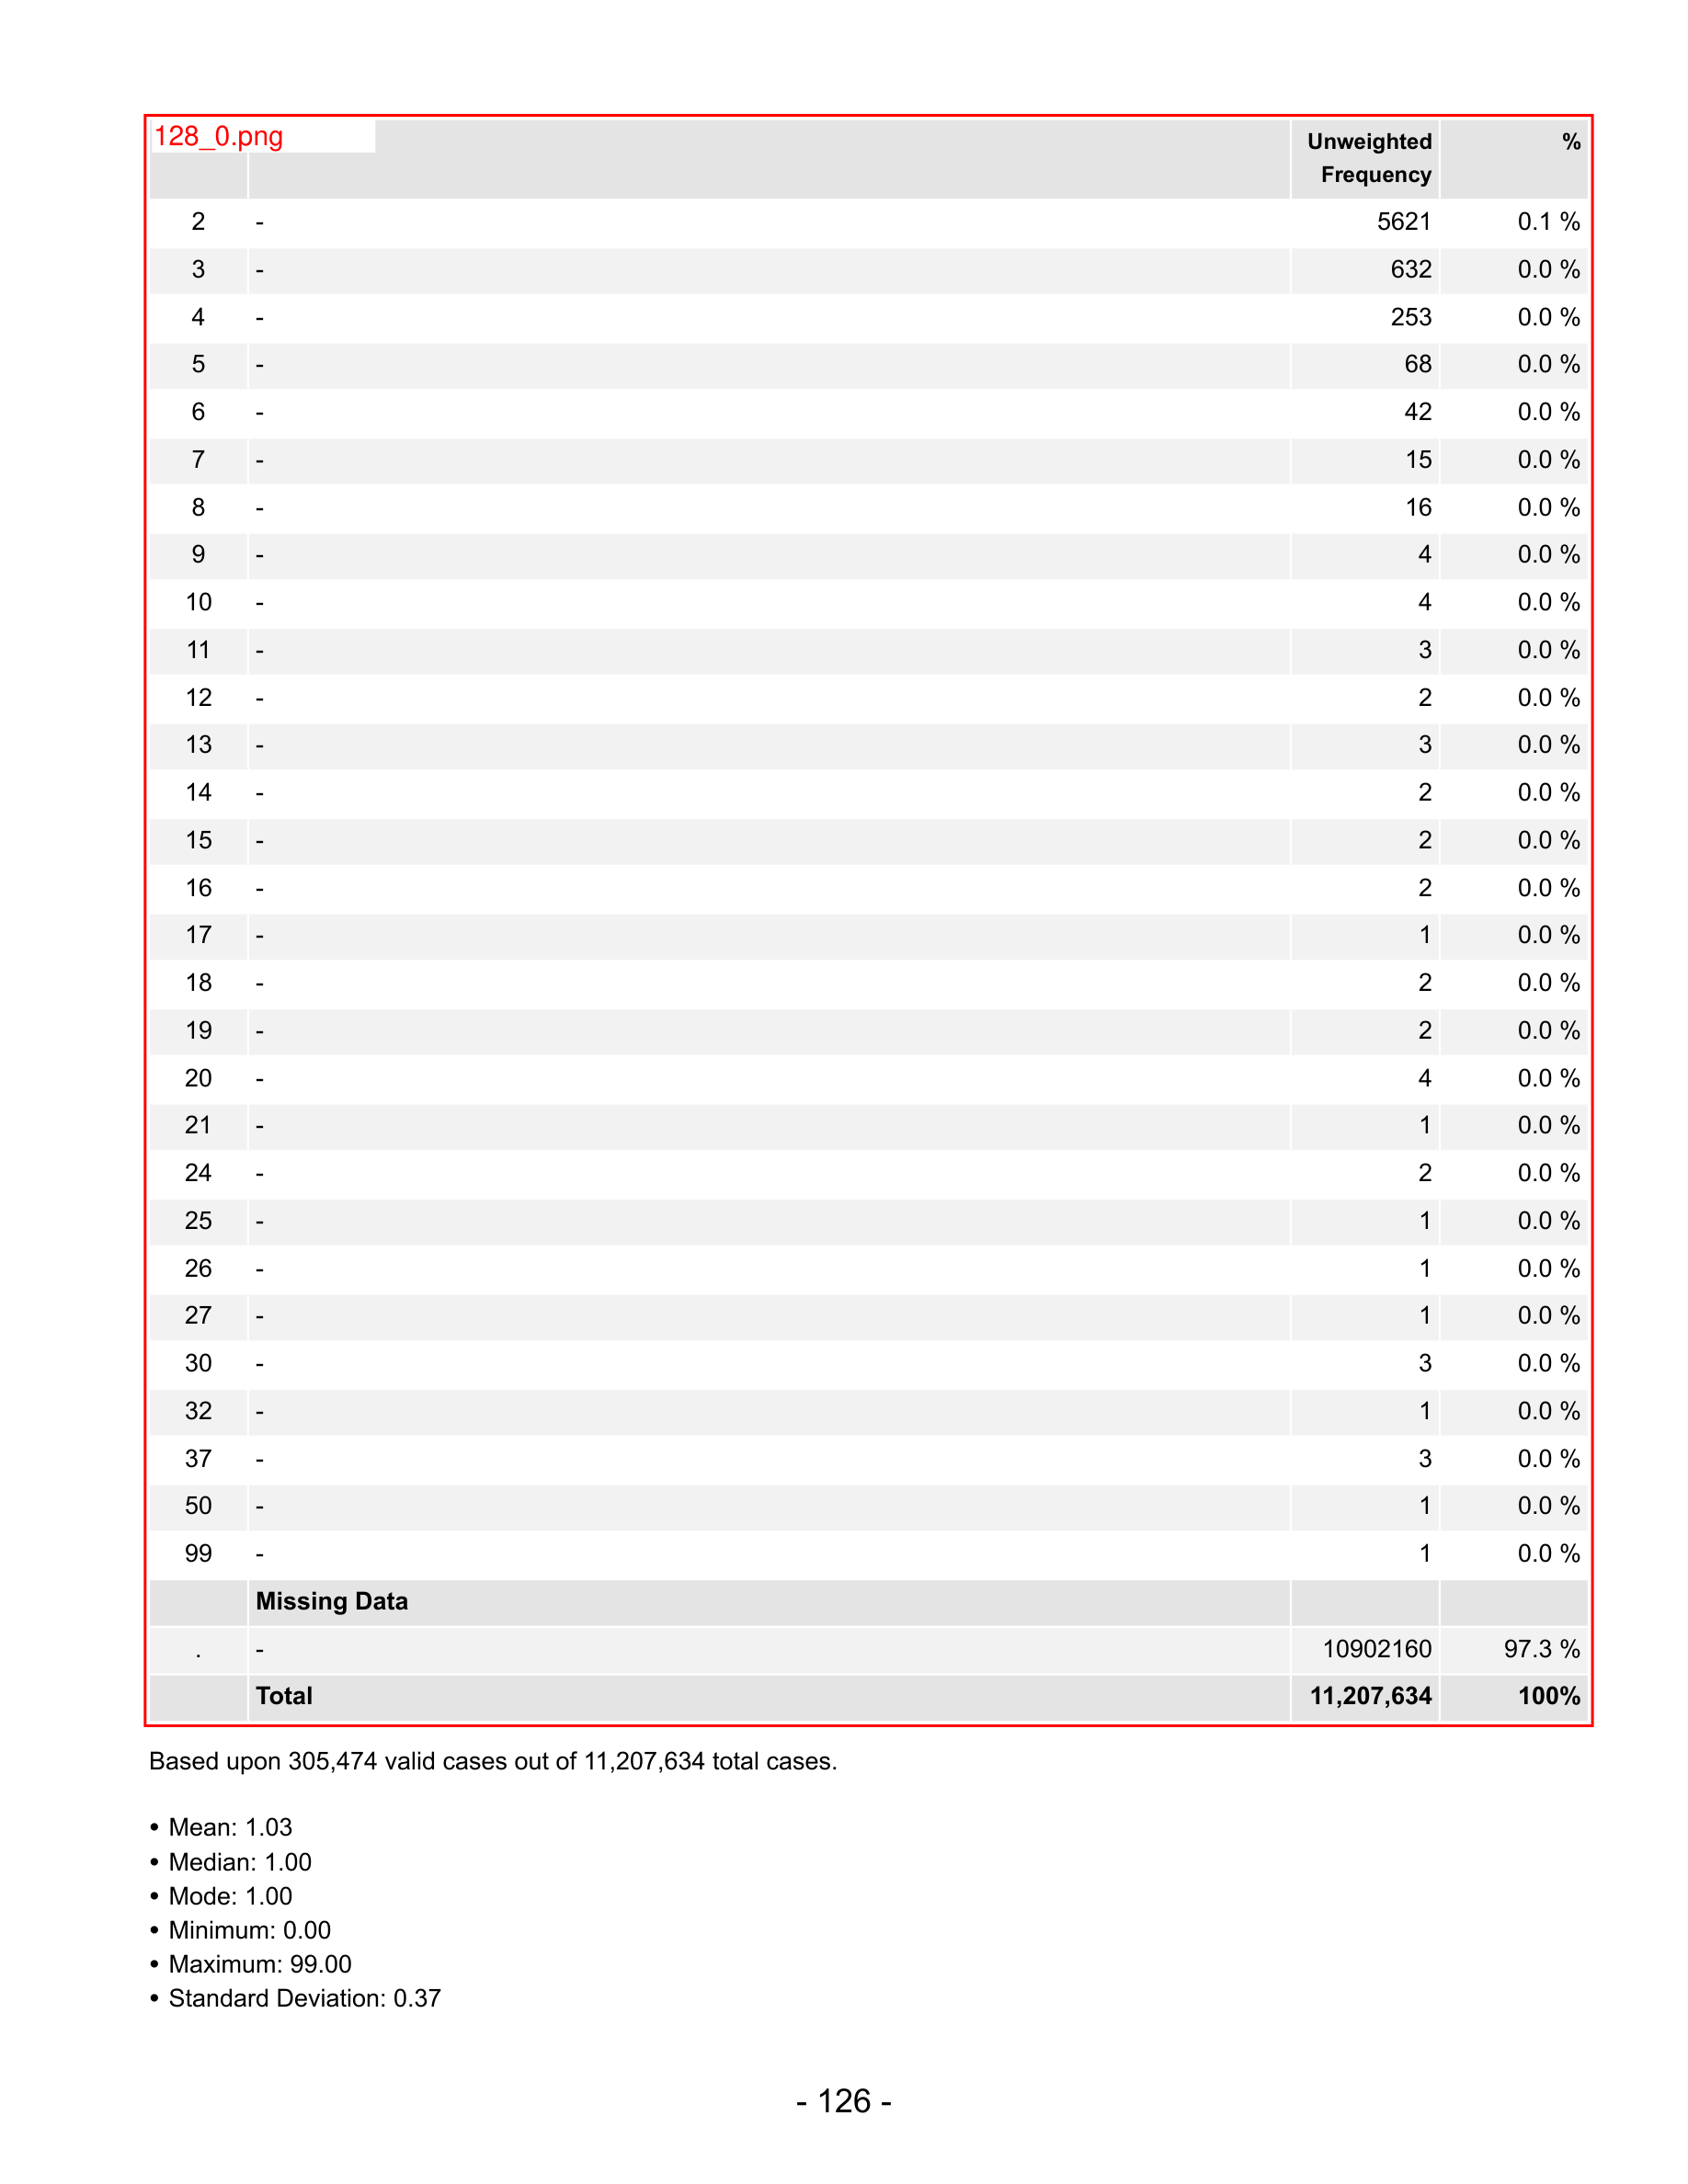 128_0.png
Unweighted Frequency %
2 - 5621 0.1 %
3 - 632 0.0 %
4 - 253 0.0 %
5 - 68 0.0 %
6 - 42 0.0 %
7 - 15 0.0 %
8 - 16 0.0 %
9 - 4 0.0 %
10 - 4 0.0 %
11 - 3 0.0 %
12 - 2 0.0 %
13 - 3 0.0 %
14 - 2 0.0 %
15 - 2 0.0 %
16 - 2 0.0 %
17 - 1 0.0 %
18 - 2 0.0 %
19 - 2 0.0 %
20 - 4 0.0 %
21 - 1 0.0 %
24 - 2 0.0 %
25 - 1 0.0 %
26 - 1 0.0 %
27 - 1 0.0 %
30 - 3 0.0 %
32 - 1 0.0 %
37 - 3 0.0 %
50 - 1 0.0 %
99 - 1 0.0 %
Missing Data
. - 10902160 97.3 %
Total 11,207,634 100%
Based upon 305,474 valid cases out of 11,207,634 total cases.
• Mean: 1.03
• Median: 1.00
• Mode: 1.00
• Minimum: 0.00
• Maximum: 99.00
• Standard Deviation: 0.37
- 126 -